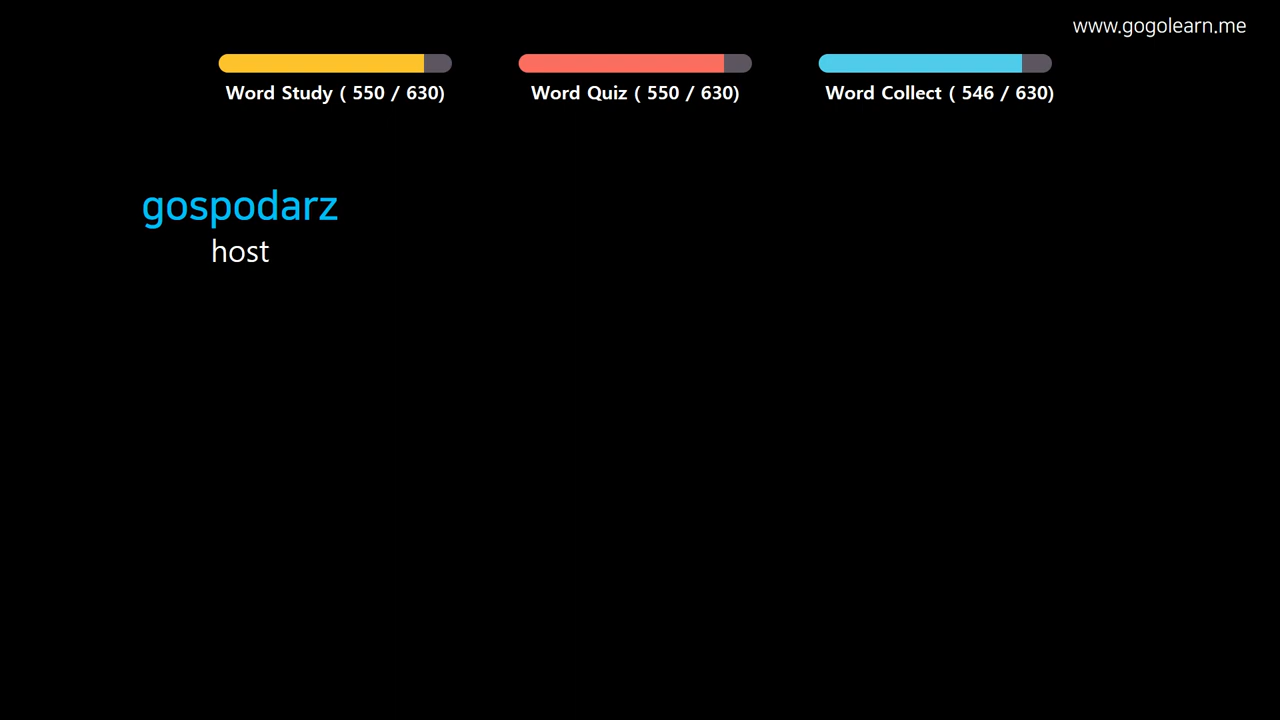 www.gogolearn.me
Word Study ( 550 / 630)
Word Quiz ( 550 / 630)
Word Collect ( 546 / 630)
gospodarz
host